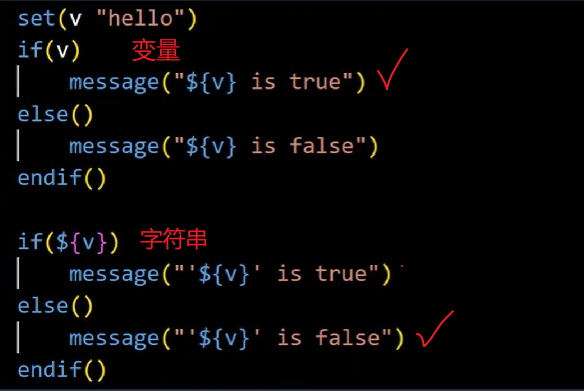 set(v "hello")
if(v) 变量
message("${v} is true")
else()
message("${v} is false")
endif()
if(${v}) 字符串
message("'${v}' is true")
else()
message("'${v}' is false")
endif()